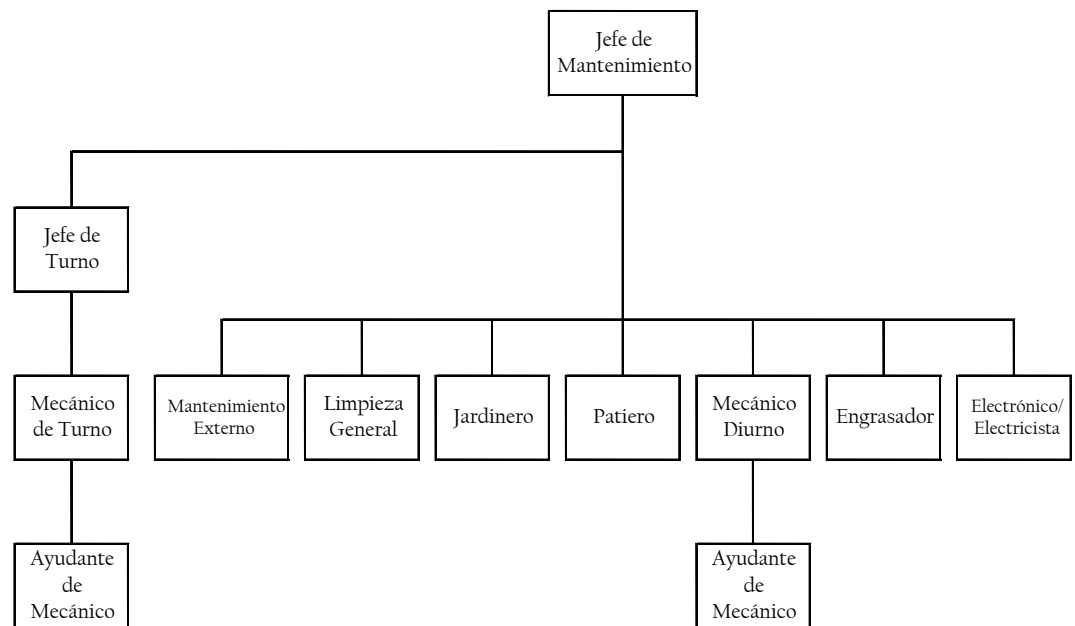 Jefe de
Mantenimiento
Jefe de
Turno
Mecánico
de Turno
Mantenimiento
Externo
Limpieza
General
Jardinero
Patiero
Mecánico
Diurno
Engrasador
Electrónico/
Electricista
Ayudante
de
Mecánico
Ayudante
de
Mecánico